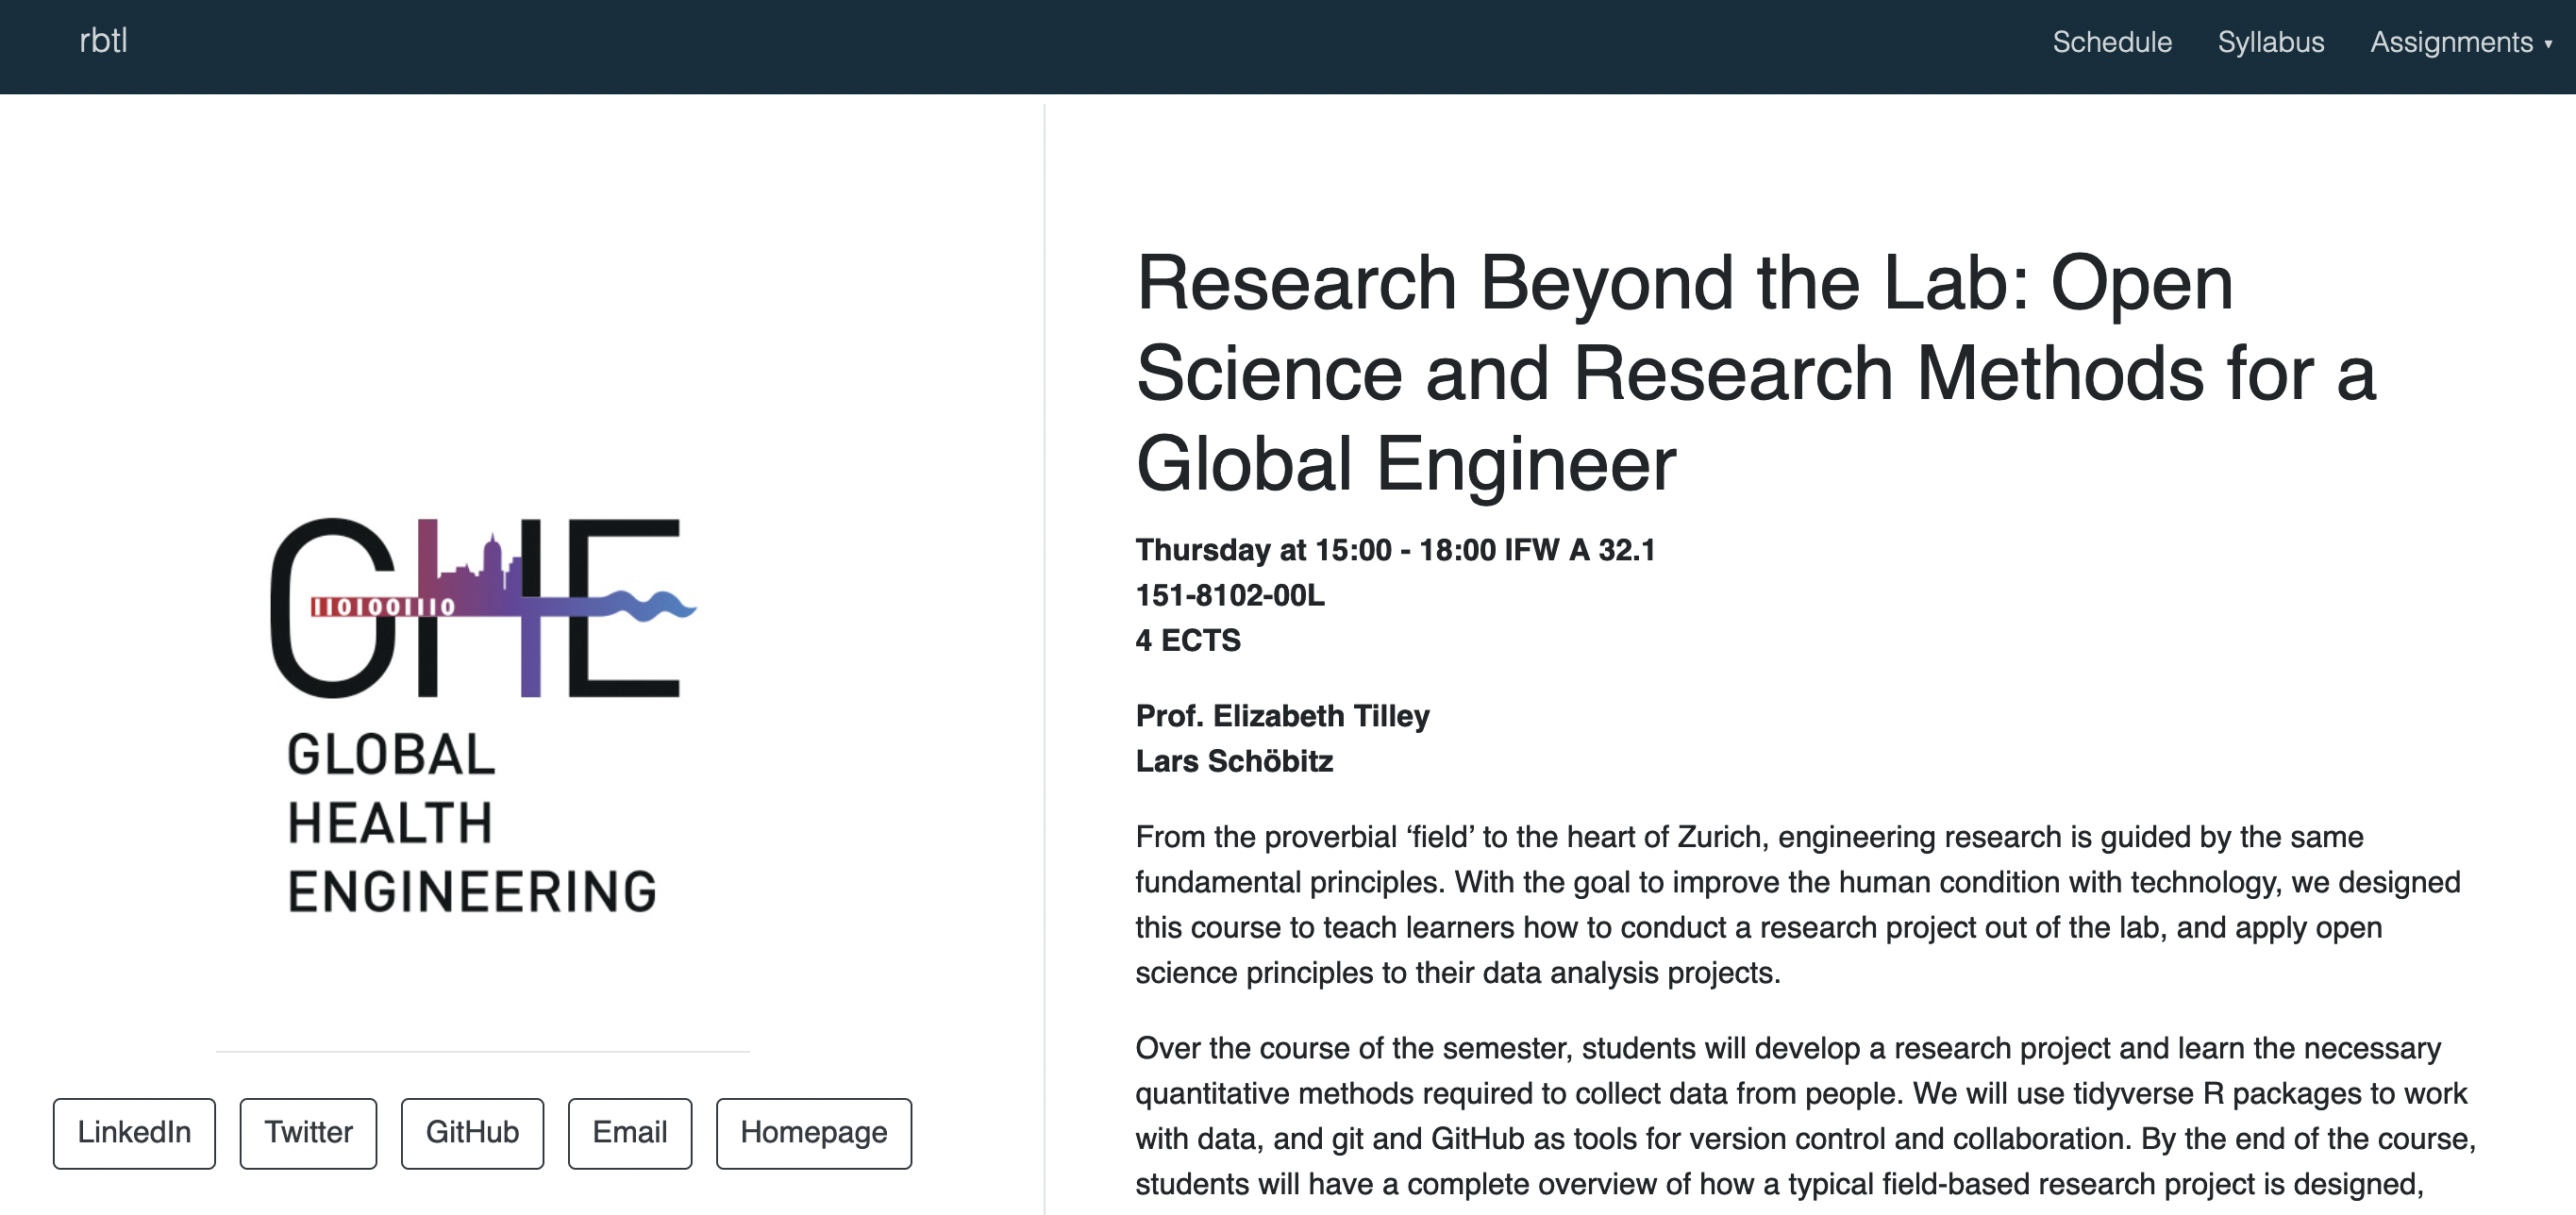 rbtl
Schedule Syllabus Assignments ▾
GHE
1101001110
GLOBAL
HEALTH
ENGINEERING
LinkedIn Twitter GitHub Email Homepage
Research Beyond the Lab: Open
Science and Research Methods for a
Global Engineer
Thursday at 15:00 - 18:00 IFW A 32.1
151-8102-00L
4 ECTS
Prof. Elizabeth Tilley
Lars Schöbitz
From the proverbial ‘field’ to the heart of Zurich, engineering research is guided by the same
fundamental principles. With the goal to improve the human condition with technology, we designed
this course to teach learners how to conduct a research project out of the lab, and apply open
science principles to their data analysis projects.
Over the course of the semester, students will develop a research project and learn the necessary
quantitative methods required to collect data from people. We will use tidyverse R packages to work
with data, and git and GitHub as tools for version control and collaboration. By the end of the course,
students will have a complete overview of how a typical field-based research project is designed,